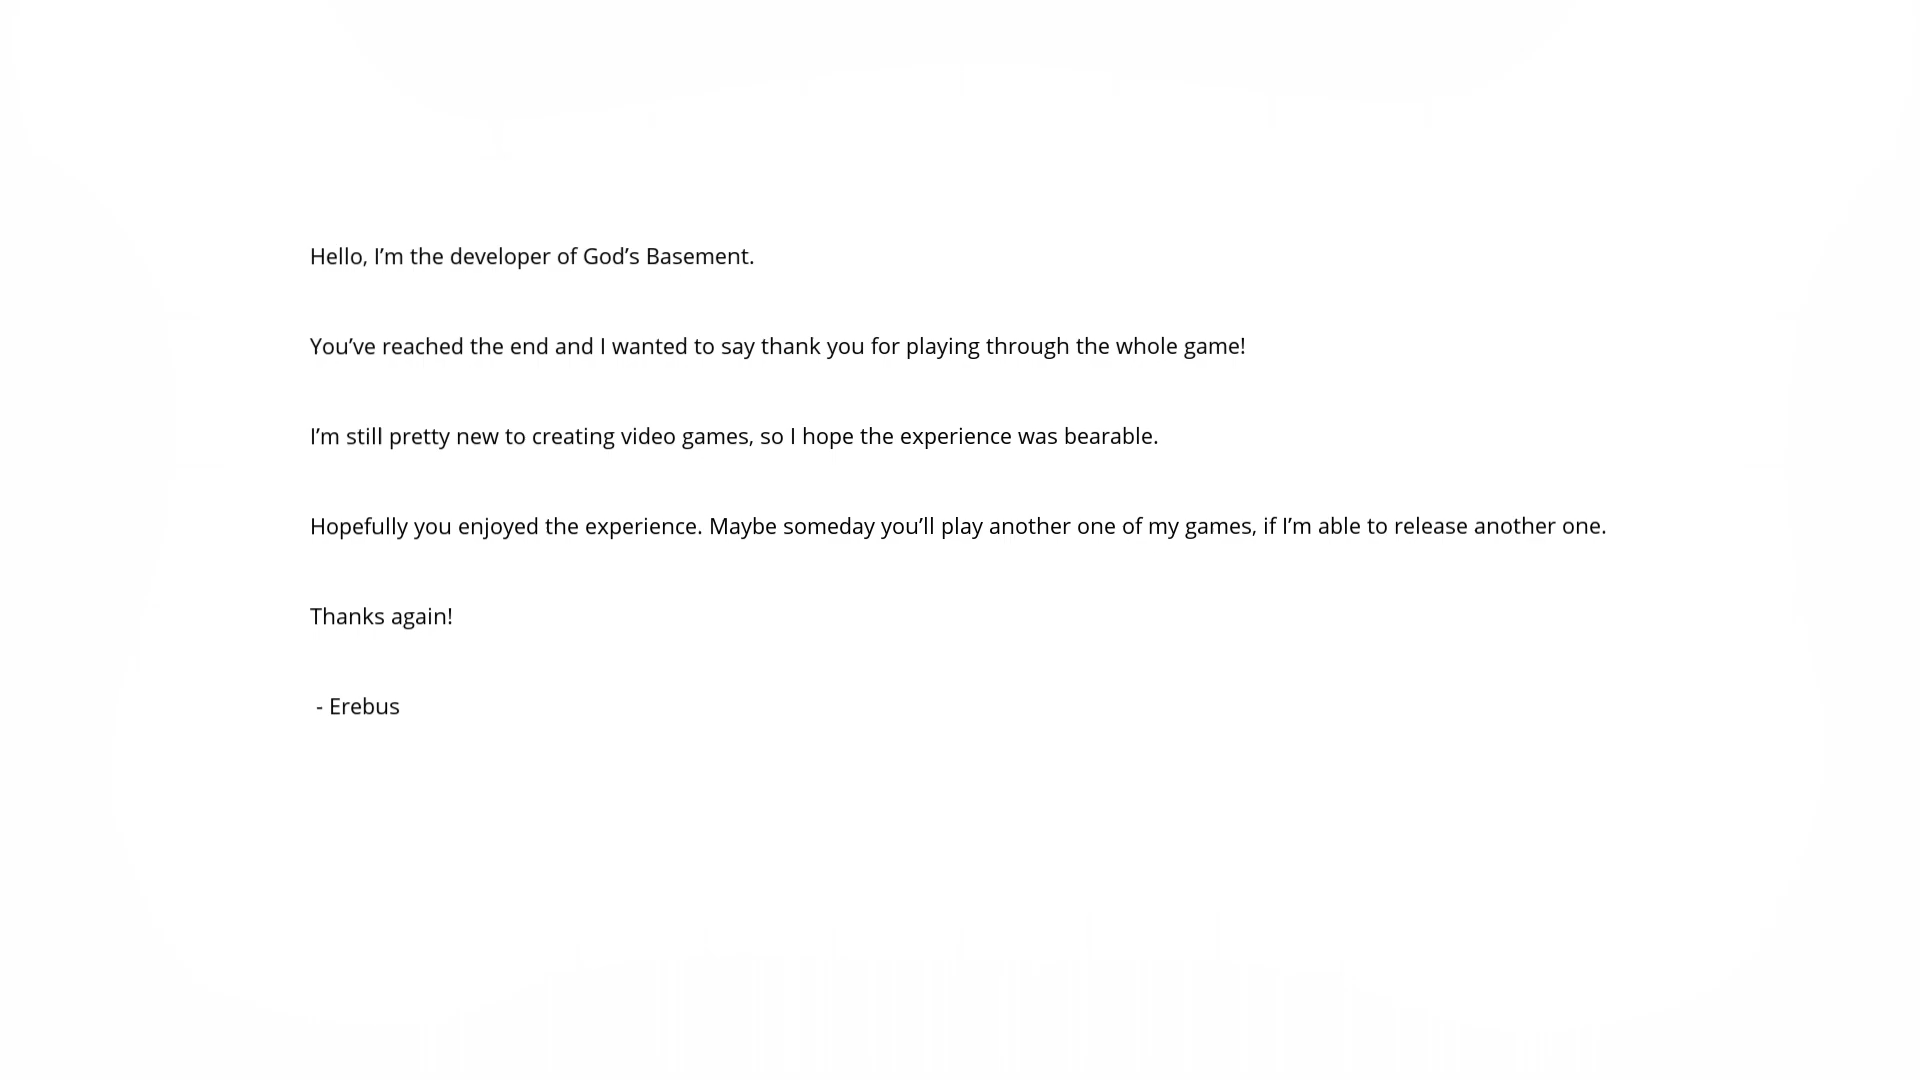 Hello, I’m the developer of God’s Basement.
You’ve reached the end and I wanted to say thank you for playing through the whole game!
I’m still pretty new to creating video games, so I hope the experience was bearable.
Hopefully you enjoyed the experience. Maybe someday you’ll play another one of my games, if I’m able to release another one.
Thanks again!
- Erebus